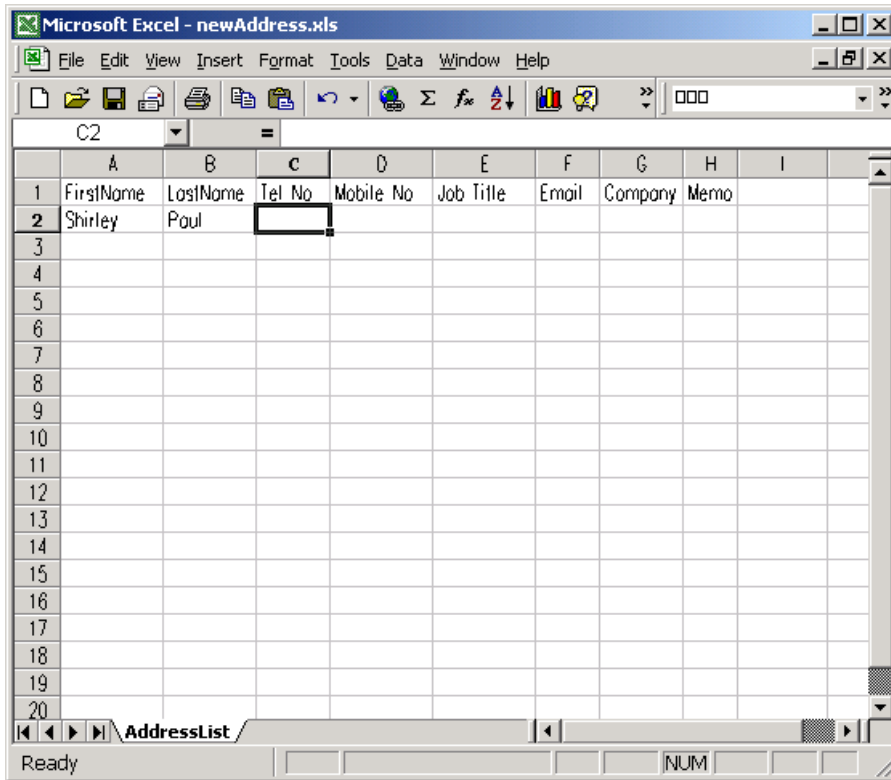 Microsoft Excel - newAddress.xls
File Edit View Insert Format Tools Data Window Help
C2 =
A B C D E F G H I
1 FirstName LastName Tel No Mobile No Job Title Email Company Memo
2 Shirley Paul
3
4
5
6
7
8
9
10
11
12
13
14
15
16
17
18
19
20
AddressList
Ready NUM